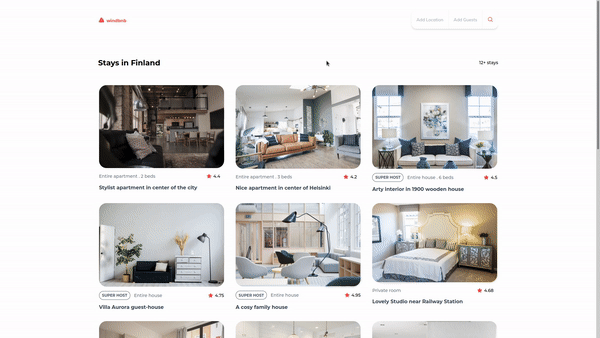 windbnb
Add Location
Add Guests
Stays in Finland
12+ stays
Entire apartment . 2 beds
4.4
Stylist apartment in center of the city
Entire apartment . 3 beds
4.2
Nice apartment in center of Helsinki
SUPER HOST
Entire house . 6 beds
4.5
Arty interior in 1900 wooden house
SUPER HOST
Entire house
4.75
Villa Aurora guest-house
SUPER HOST
Entire house
4.95
A cosy family house
Private room
4.68
Lovely Studio near Railway Station